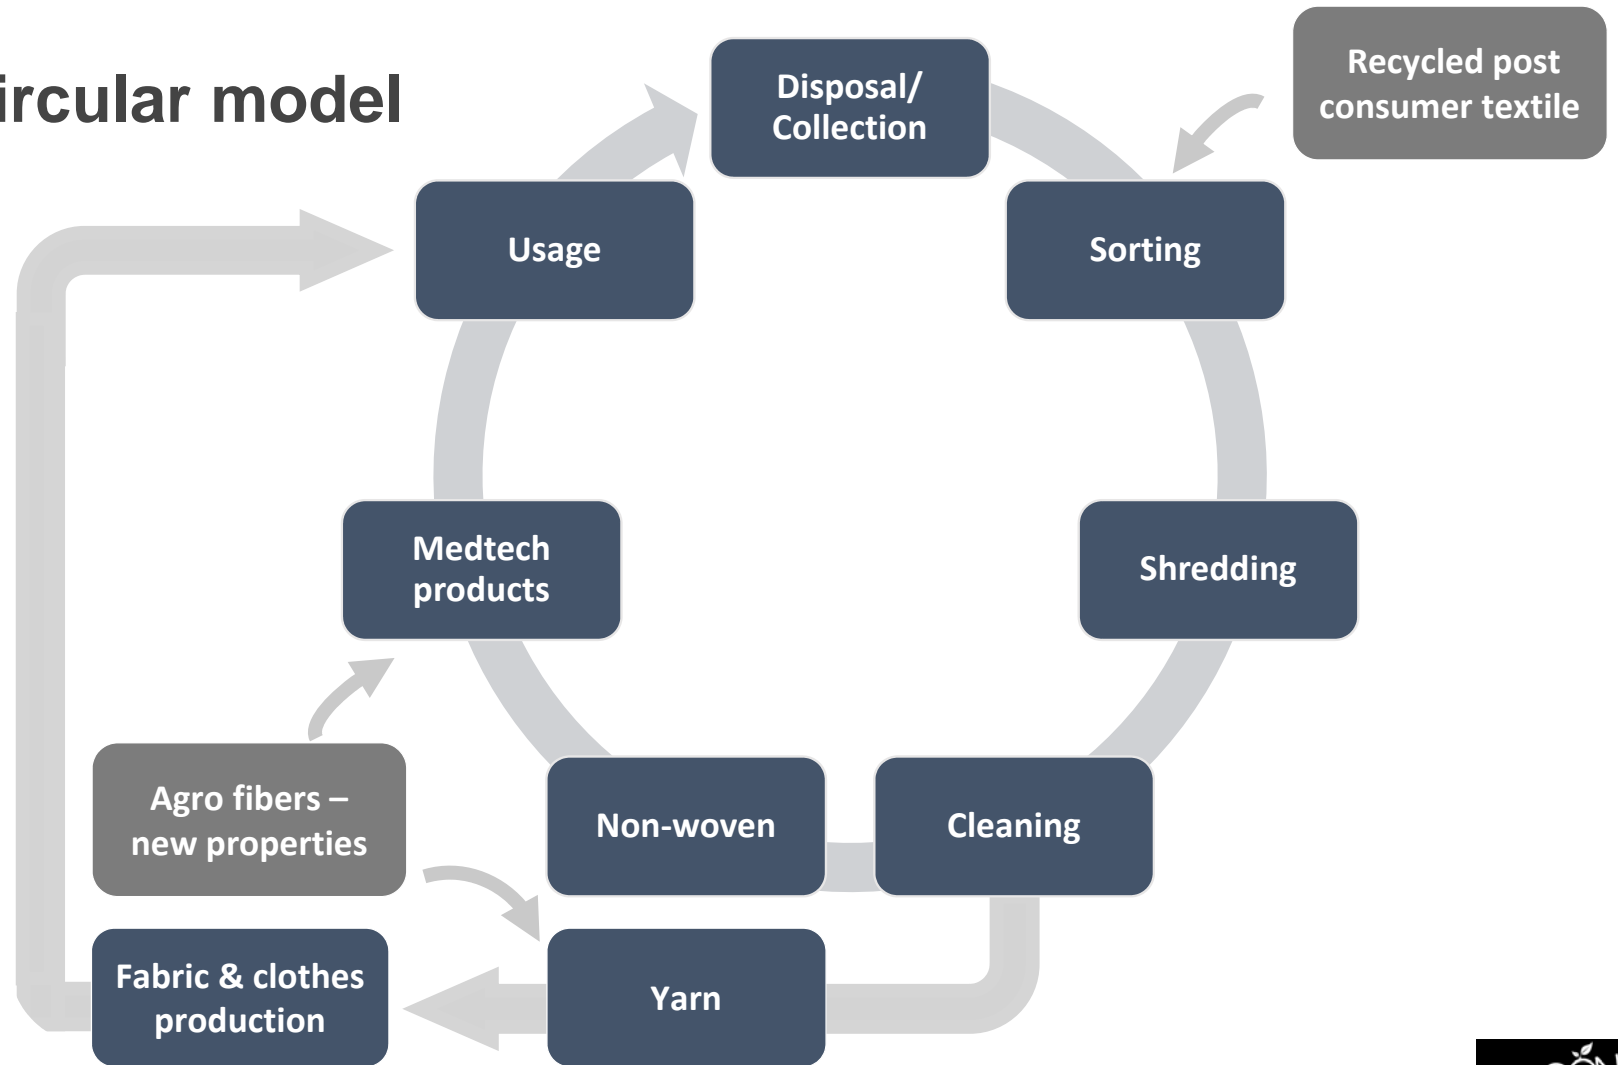 ircular model
Disposal/
Collection
Recycled post
consumer textile
Usage
Sorting
Medtech
products
Shredding
Agro fibers –
new properties
Non-woven
Cleaning
Fabric & clothes
production
Yarn